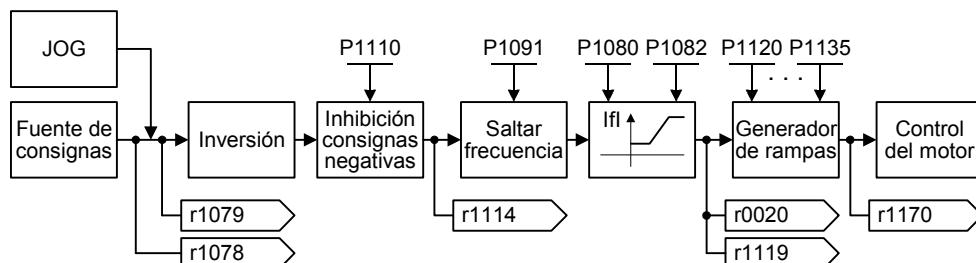 JOG
P1110
P1091
P1080
P1082
P1120
P1135
. . .
Fuente de
consignas
Inversión
Inhibición
consignas
negativas
Saltar
frecuencia
IfI
Generador
de rampas
Control
del motor
r1079
r1114
r0020
r1170
r1078
r1119